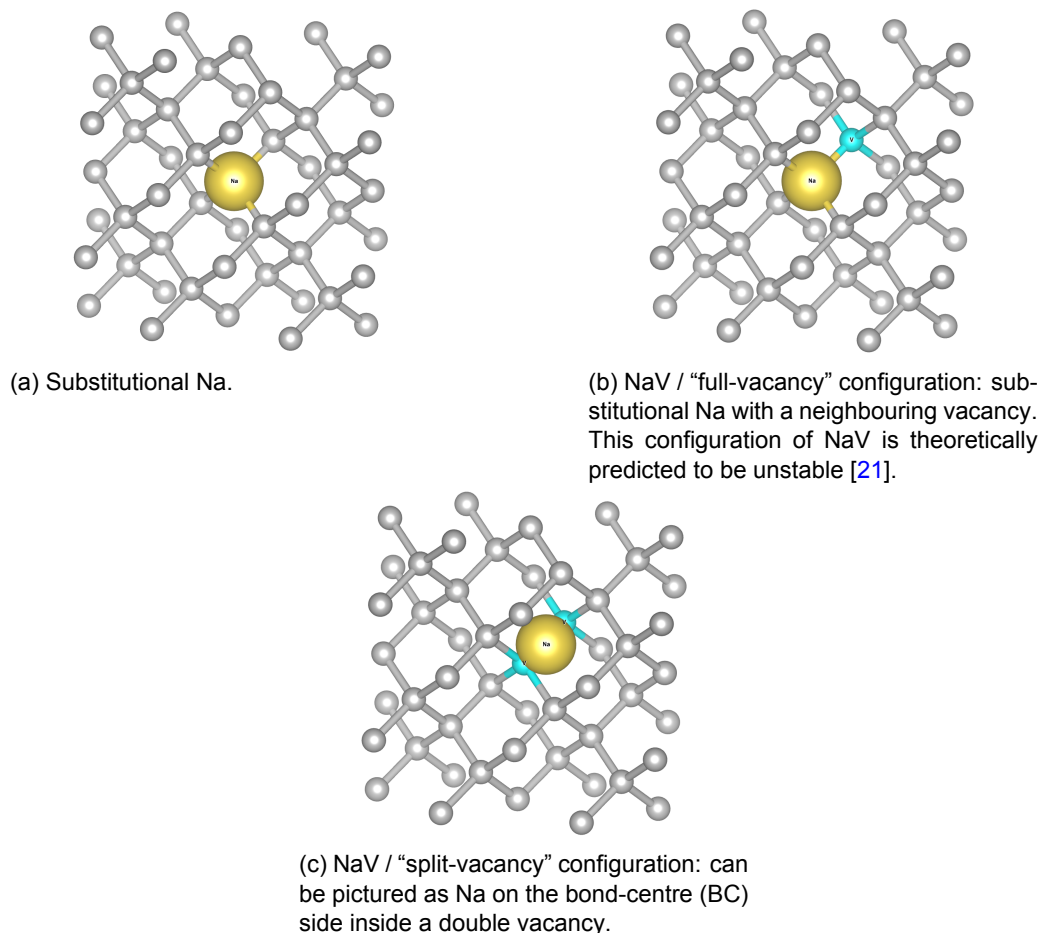 Na
V
Na
(a) Substitutional Na.
(b) NaV / “full-vacancy” configuration: sub-
stitutional Na with a neighbouring vacancy.
This configuration of NaV is theoretically
predicted to be unstable [21].
V
Na
V
(c) NaV / “split-vacancy” configuration: can
be pictured as Na on the bond-centre (BC)
side inside a double vacancy.